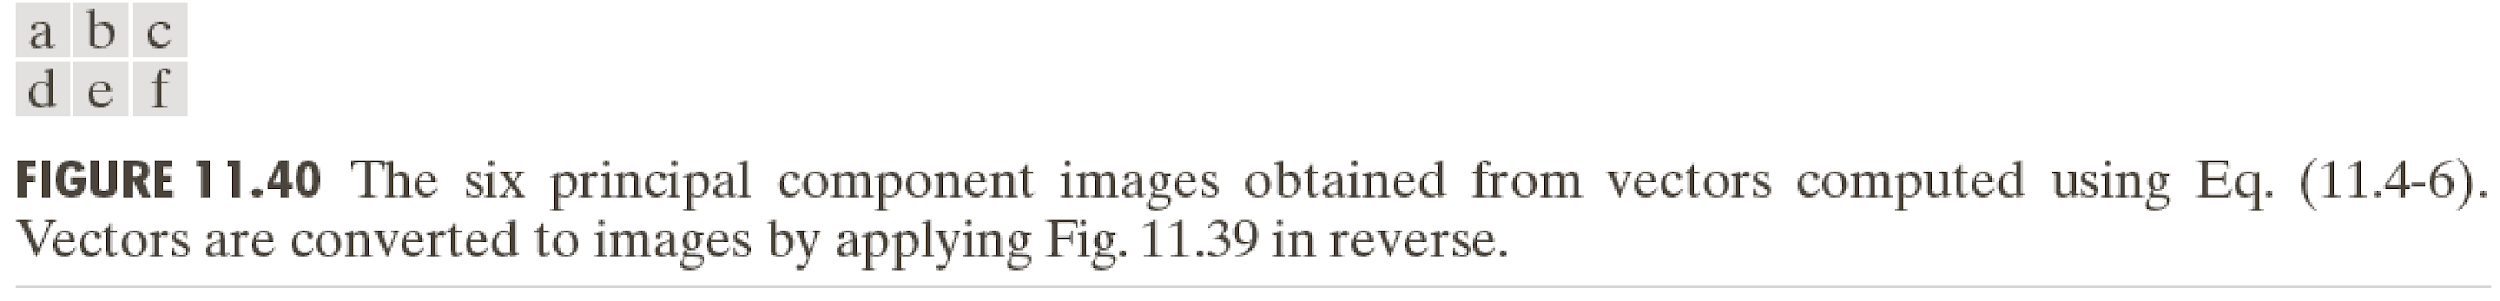 a b c
d e f
FIGURE 11.40 The six principal component images obtained from vectors computed using Eq. (11.4-6).
Vectors are converted to images by applying Fig. 11.39 in reverse.